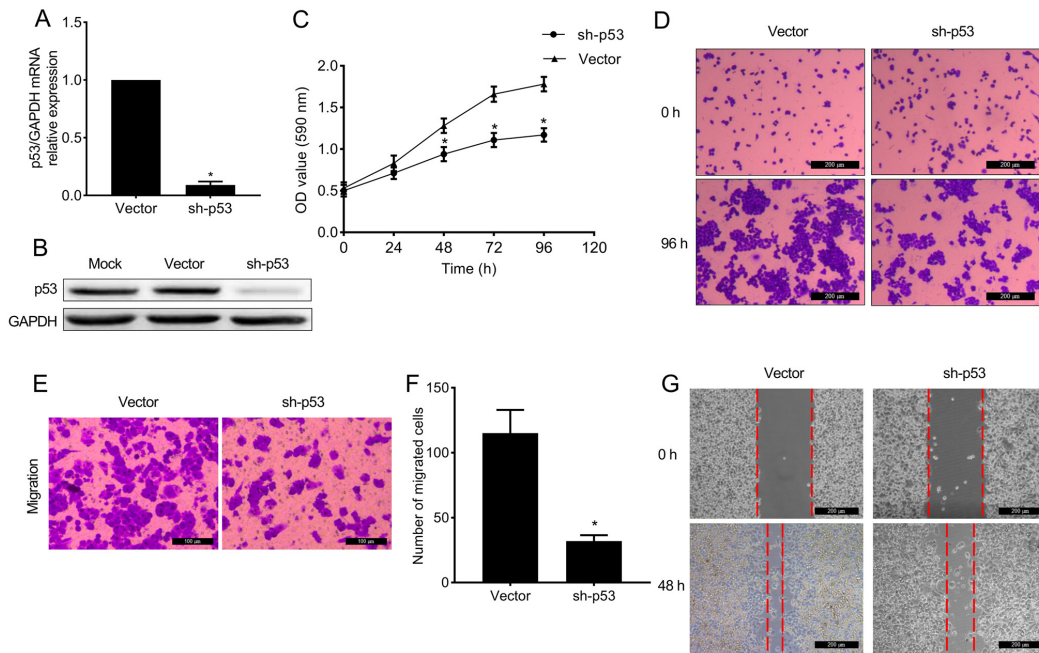 A
p53/GAPDH mRNA
relative expression
1.5
1.0
0.5
0.0
*
Vector
sh-p53
B
Mock
Vector
sh-p53
p53
GAPDH
C
sh-p53
Vector
OD value (590 nm)
2.0
1.5
1.0
0.5
0.0
*
*
*
0
24
48
72
96
120
Time (h)
D
Vector
sh-p53
0 h
200 µm
200 µm
96 h
200 µm
200 µm
E
Vector
sh-p53
Migration
100 µm
100 µm
F
Number of migrated cells
150
100
50
0
*
Vector
sh-p53
G
Vector
sh-p53
0 h
200 µm
200 µm
48 h
200 µm
200 µm